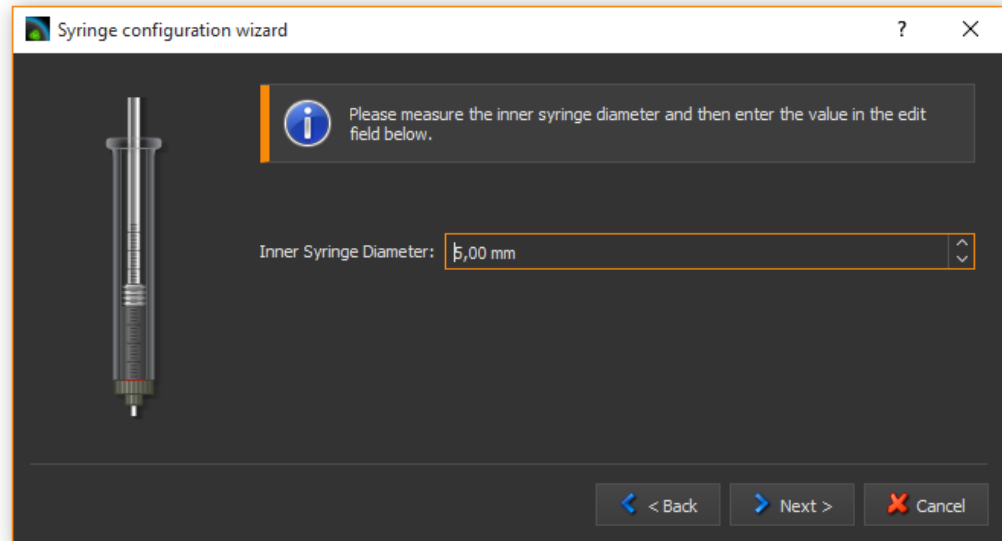 Syringe configuration wizard
?
Please measure the inner syringe diameter and then enter the value in the edit
field below.
Inner Syringe Diameter: 5,00 mm
< Back
Next >
Cancel